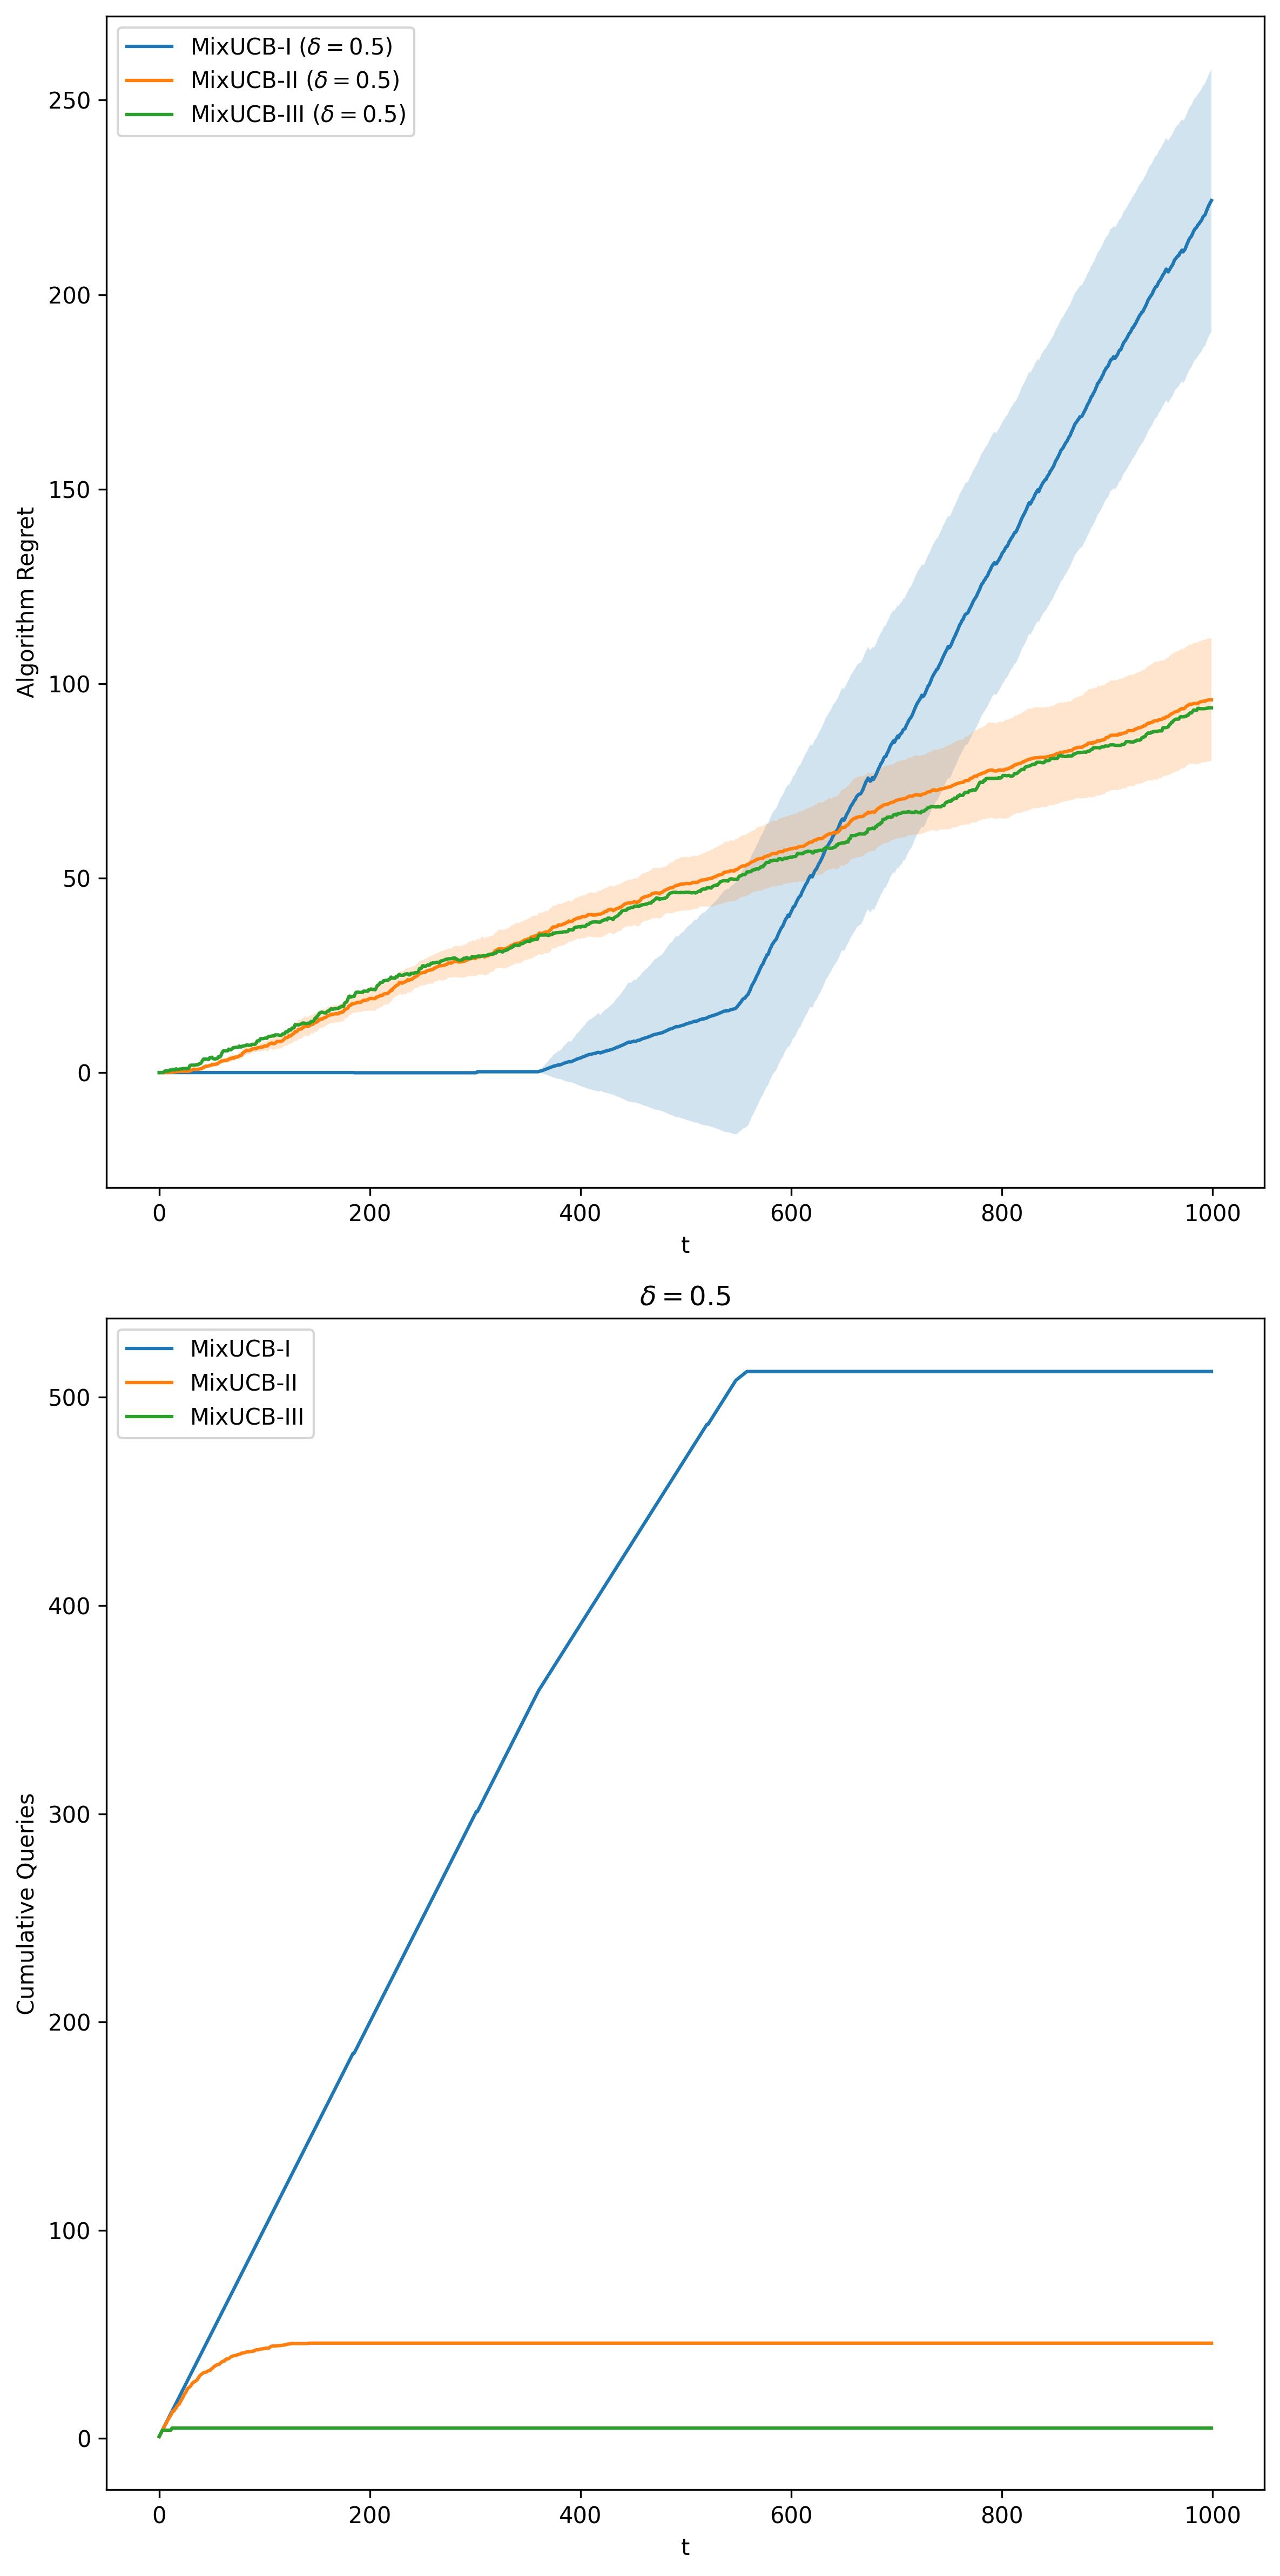 MixUCB-I (δ = 0.5)
MixUCB-II (δ = 0.5)
MixUCB-III (δ = 0.5)
250
200
150
100
50
0
Algorithm Regret
0 200 400 600 800 1000
t
δ = 0.5
MixUCB-I
MixUCB-II
MixUCB-III
500
400
300
200
100
0
Cumulative Queries
0 200 400 600 800 1000
t